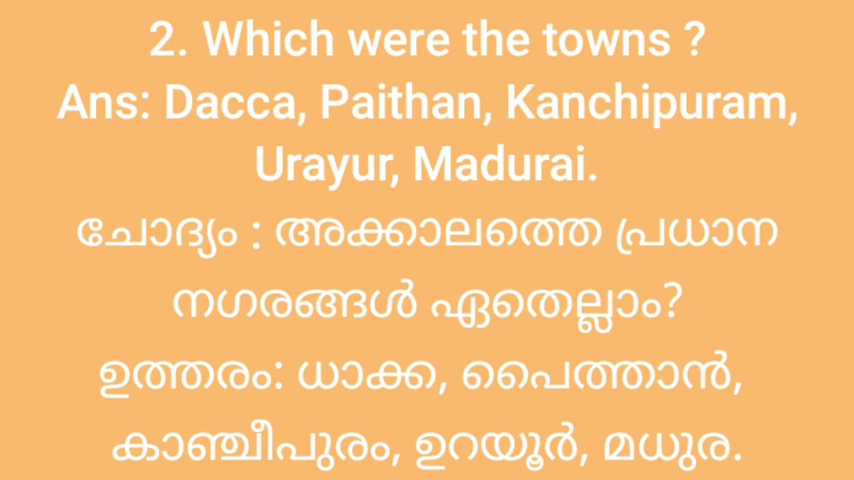 2. Which were the towns ?
Ans: Dacca, Paithan, Kanchipuram,
Urayur, Madurai.
ചോദ്യം : അക്കാലത്തെ പ്രധാന
നഗരങ്ങൾ ഏതെല്ലാം?
ഉത്തരം: ധാക്ക, പൈത്താൻ,
കാഞ്ചീപുരം, ഉറയൂർ, മധുര.